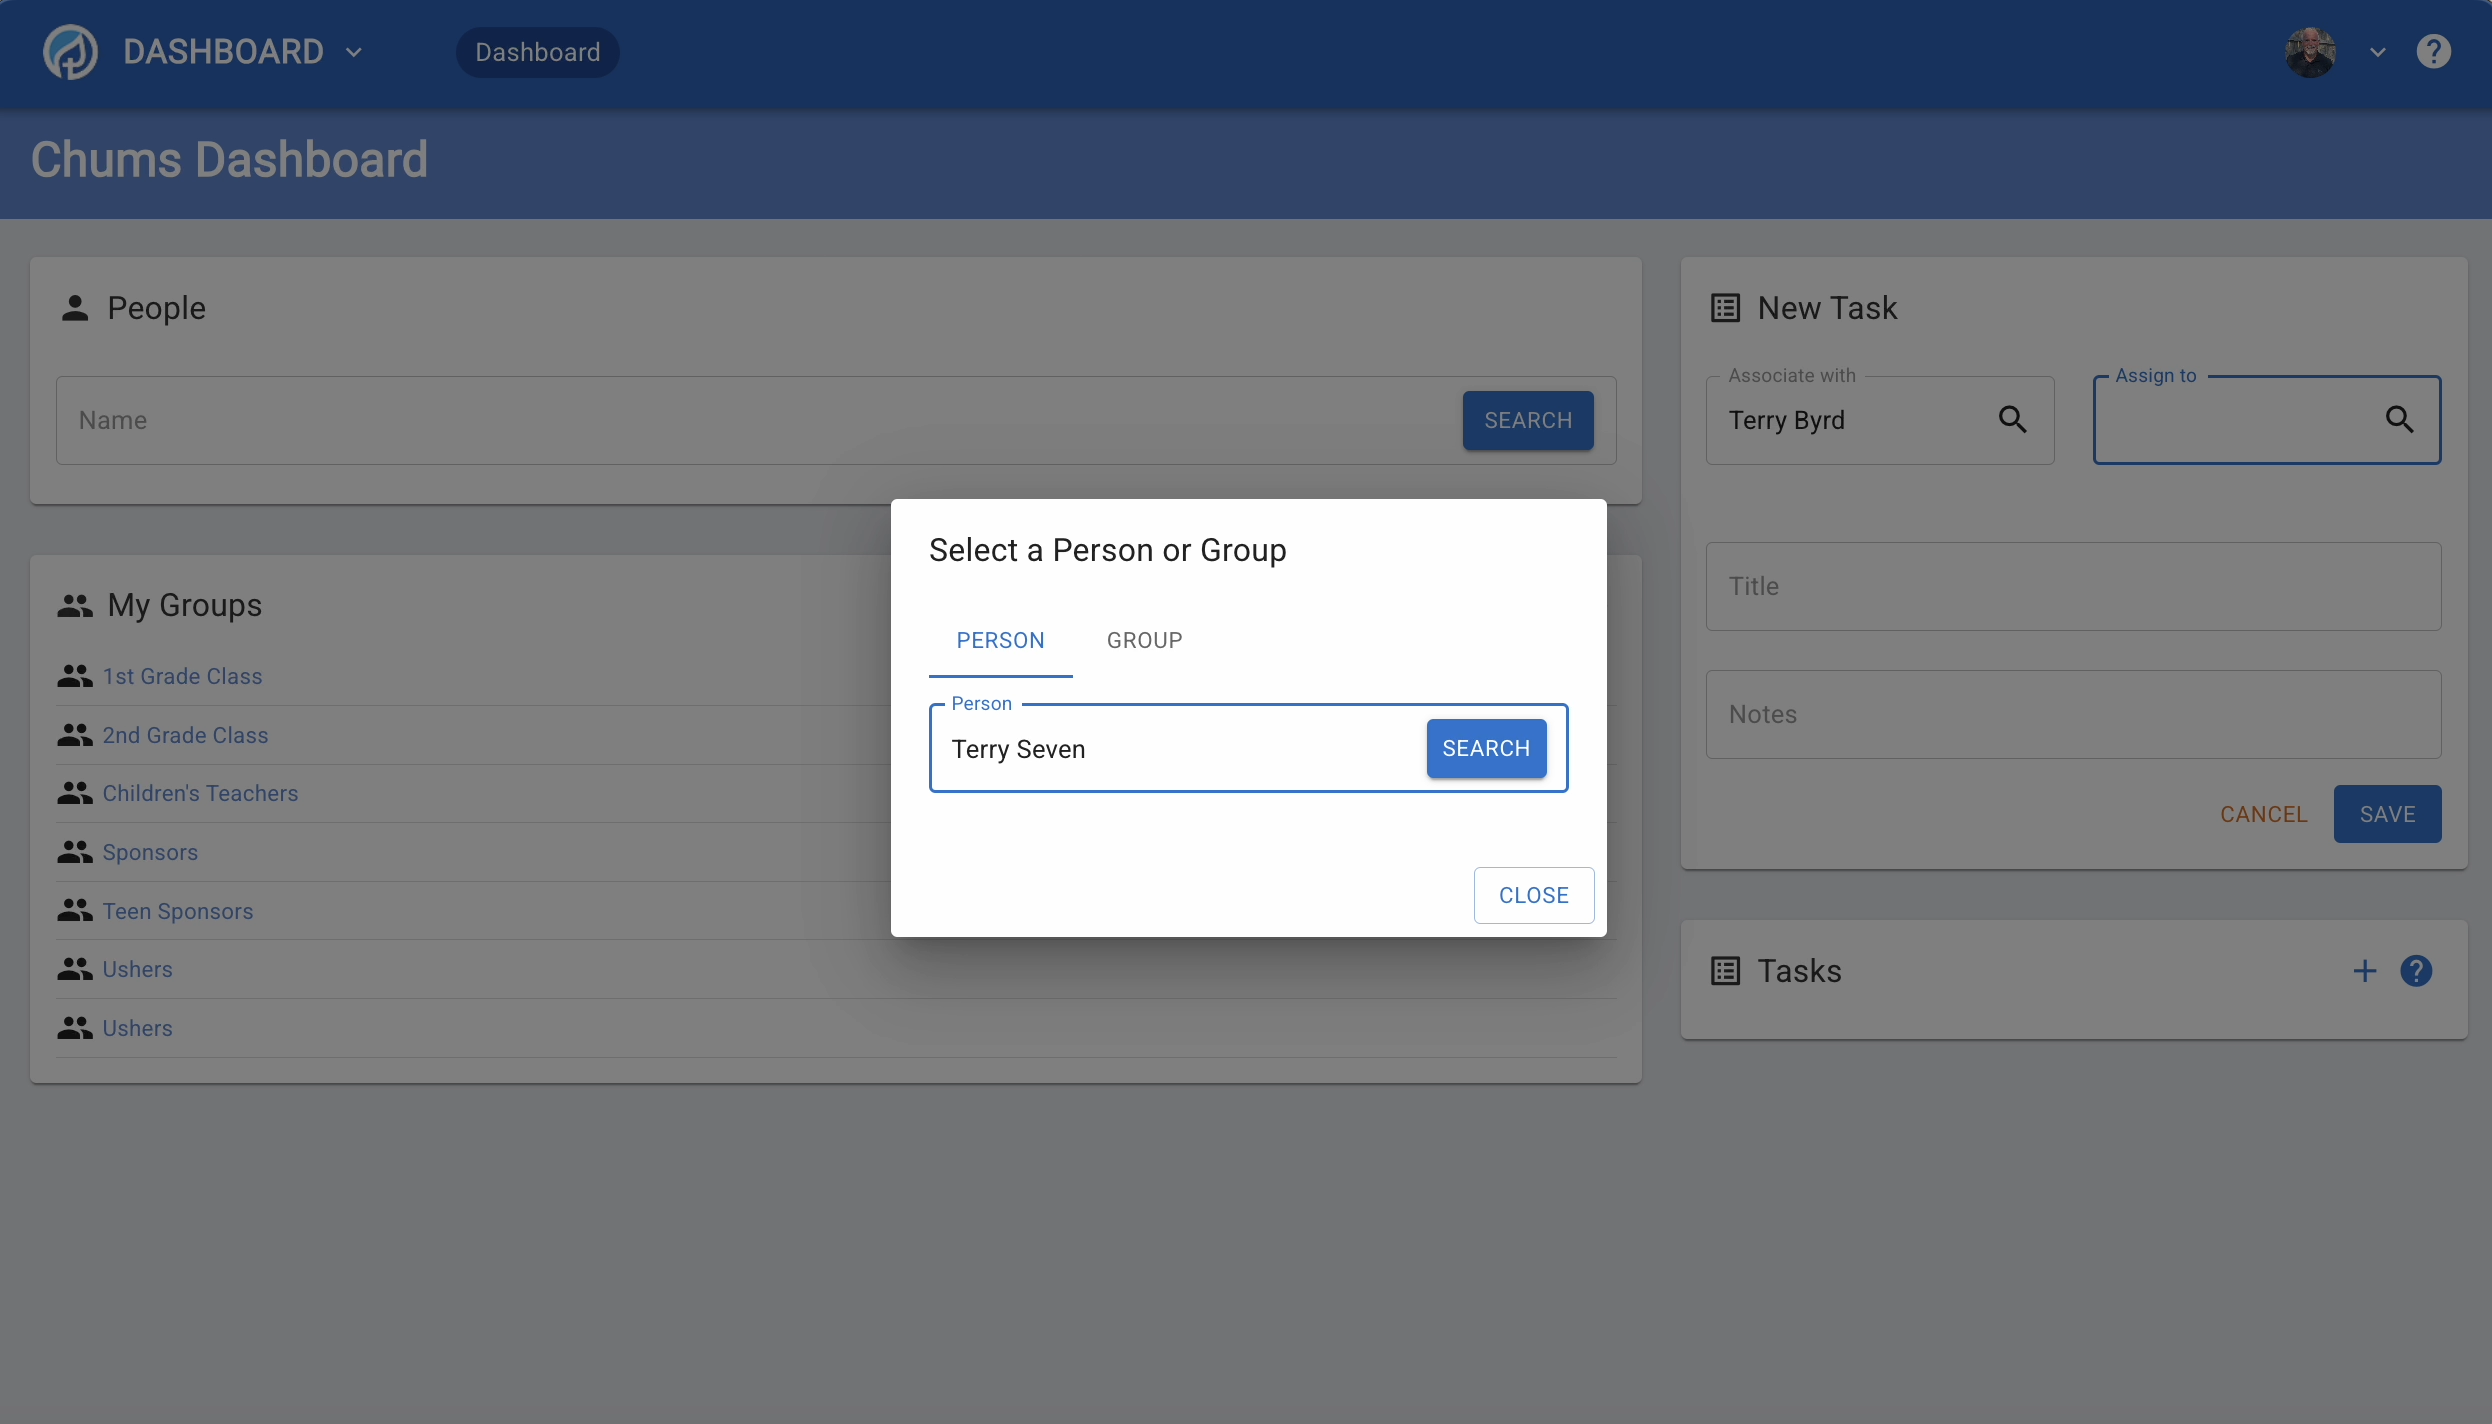 DASHBOARD
Dashboard
Chums Dashboard
People
Name
SEARCH
My Groups
1st Grade Class
2nd Grade Class
Children's Teachers
Sponsors
Teen Sponsors
Ushers
Ushers
Select a Person or Group
PERSON GROUP
Person
Terry Seven
SEARCH
CLOSE
New Task
Associate with
Terry Byrd
Assign to
Title
Notes
CANCEL SAVE
Tasks